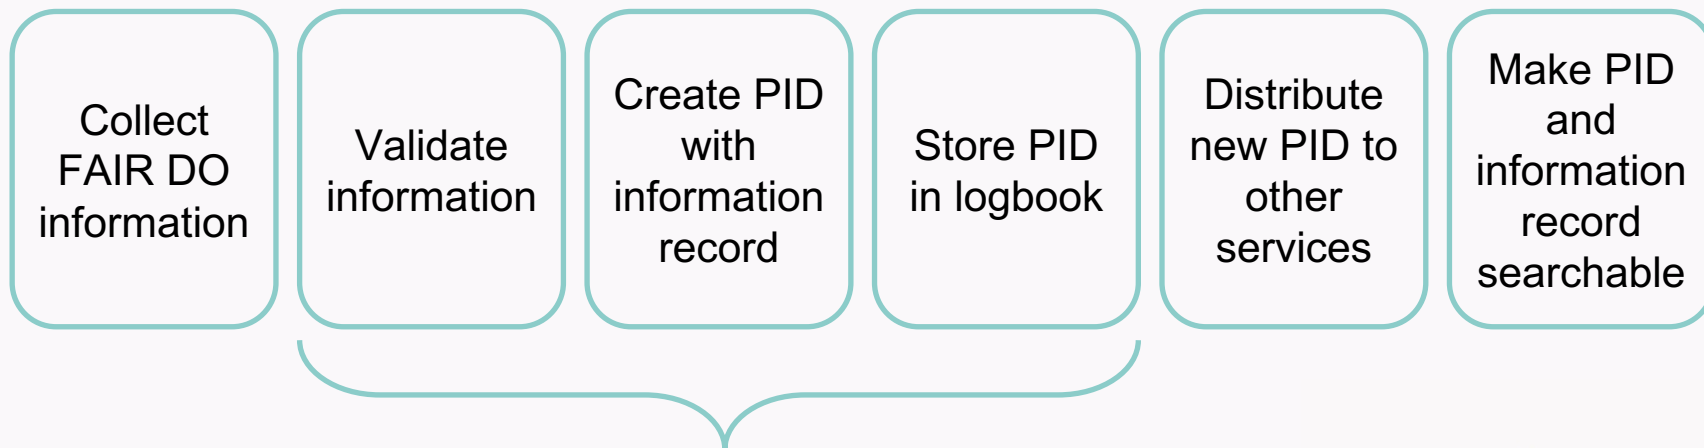 Collect
FAIR DO
information
Validate
information
Create PID
with
information
record
Store PID
in logbook
Distribute
new PID to
other
services
Make PID
and
information
record
searchable